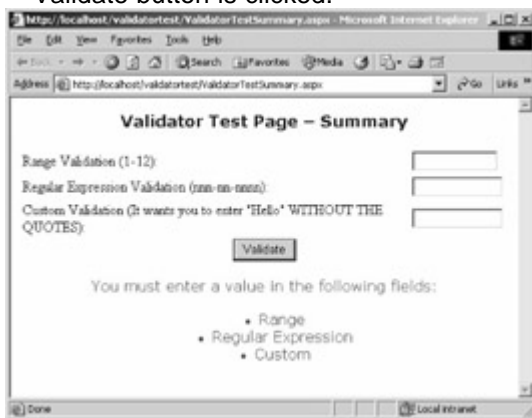 Validate button is clicked.
http://localhost/validatortest/ValidatorTestSummary.aspx - Microsoft Internet Explorer
File Edit View Favorites Tools Help
Back Search Favorites Media
Address http://localhost/validatortest/ValidatorTestSummary.aspx Go Links »
Validator Test Page – Summary
Range Validation (1-12):
Regular Expression Validation (nnn-nn-nnnn):
Custom Validation (It wants you to enter "Hello" WITHOUT THE
QUOTES):
Validate
You must enter a value in the following fields:
• Range
• Regular Expression
• Custom
Done Local intranet